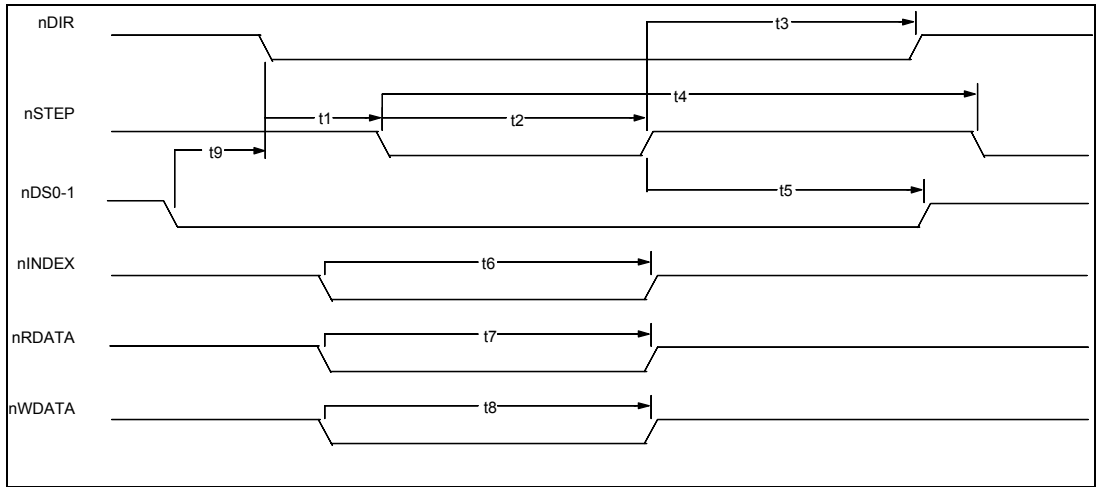 nDIR
t3
nSTEP
t4
t1
t2
t9
nDS0-1
t5
nINDEX
t6
nRDATA
t7
nWDATA
t8